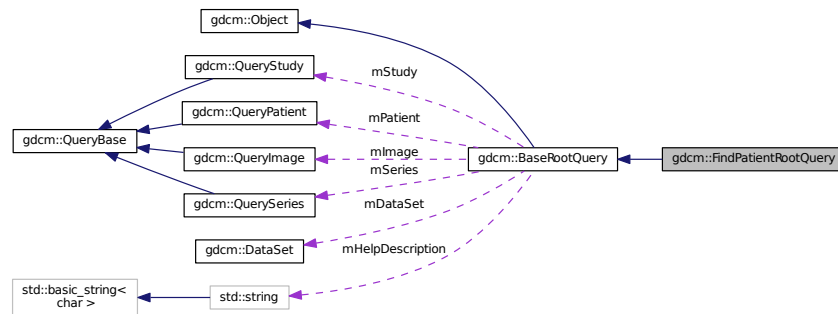 gdcm::Object
gdcm::QueryStudy
mStudy
gdcm::QueryPatient
mPatient
gdcm::QueryBase
gdcm::QueryImage
mImage
gdcm::BaseRootQuery
gdcm::FindPatientRootQuery
mSeries
gdcm::QuerySeries
mDataSet
gdcm::DataSet
mHelpDescription
std::basic_string<
char >
std::string